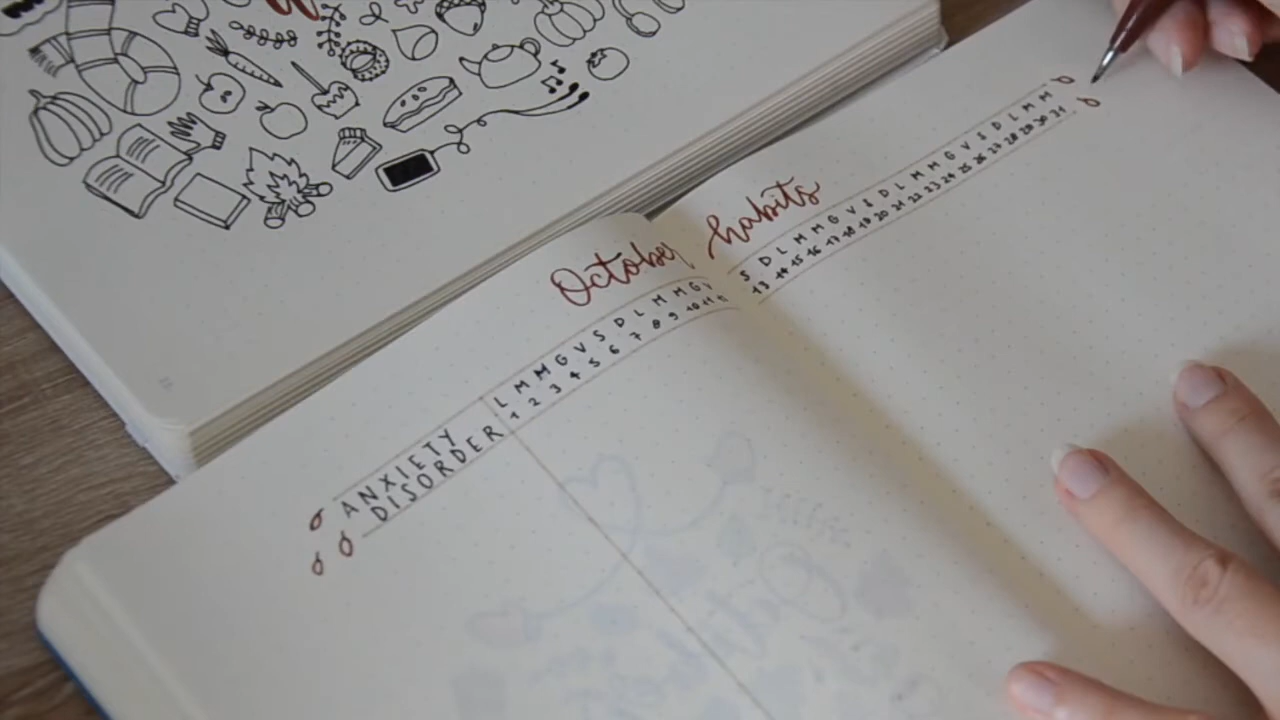 October habits
L M M G V S D L M M G V S D L M M G V S D L M M G V S D L M M
1 2 3 4 5 6 7 8 9 10 11 12 13 14 15 16 17 18 19 20 21 22 23 24 25 26 27 28 29 30 31
ANXIETY
DISORDER